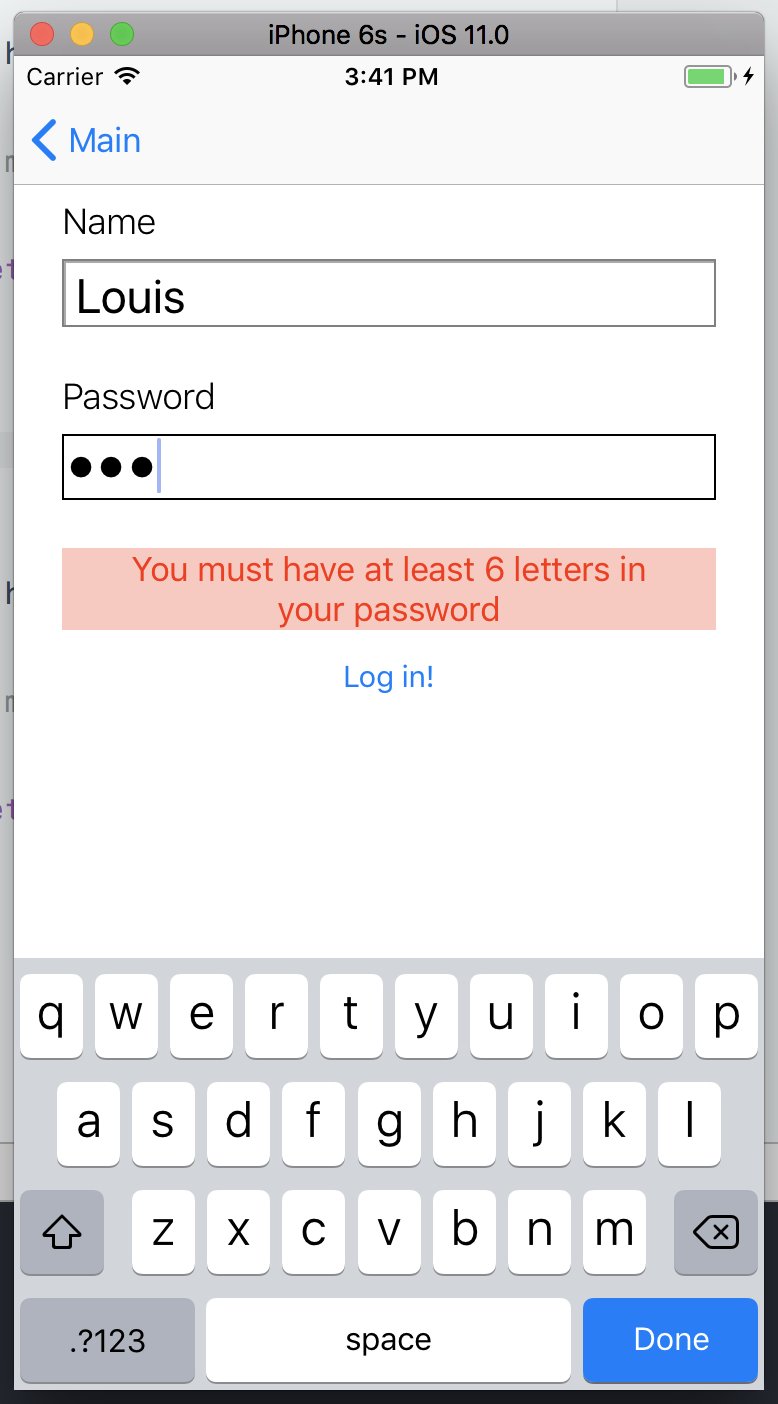 iPhone 6s - iOS 11.0
Carrier 3:41 PM
Main
Name
Louis
Password
●●●
You must have at least 6 letters in
your password
Log in!
q w e r t y u i o p
a s d f g h j k l
z x c v b n m
.?123 space Done